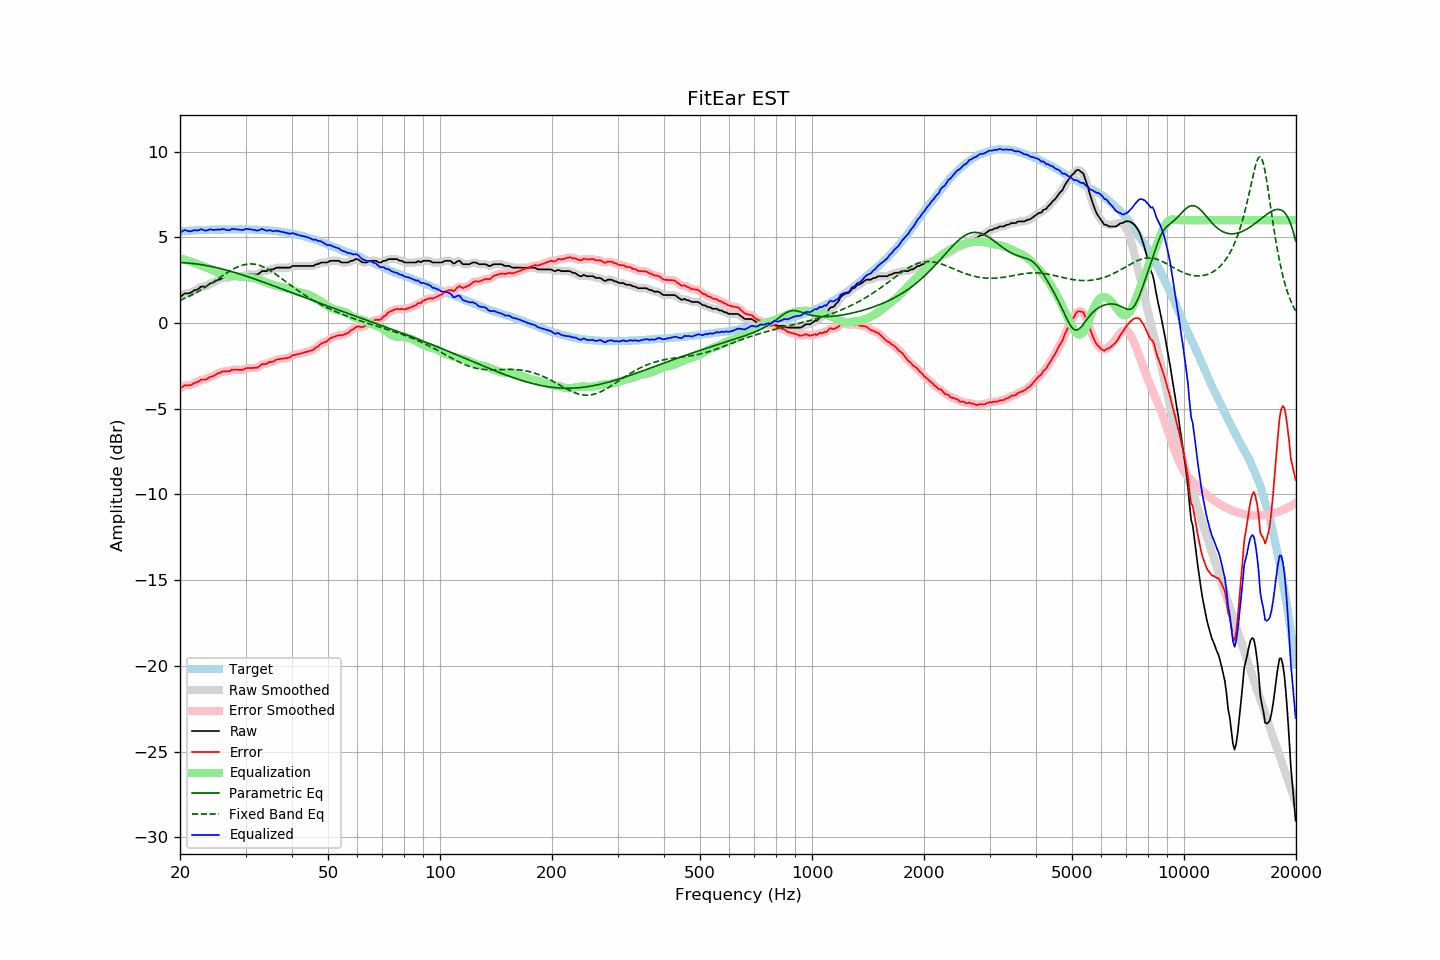 FitEar EST
Amplitude (dBr)
10
5
0
−5
−10
−15
−20
−25
−30
Target
Raw Smoothed
Error Smoothed
Raw
Error
Equalization
Parametric Eq
Fixed Band Eq
Equalized
20 50 100 200 500 1000 2000 5000 10000 20000
Frequency (Hz)